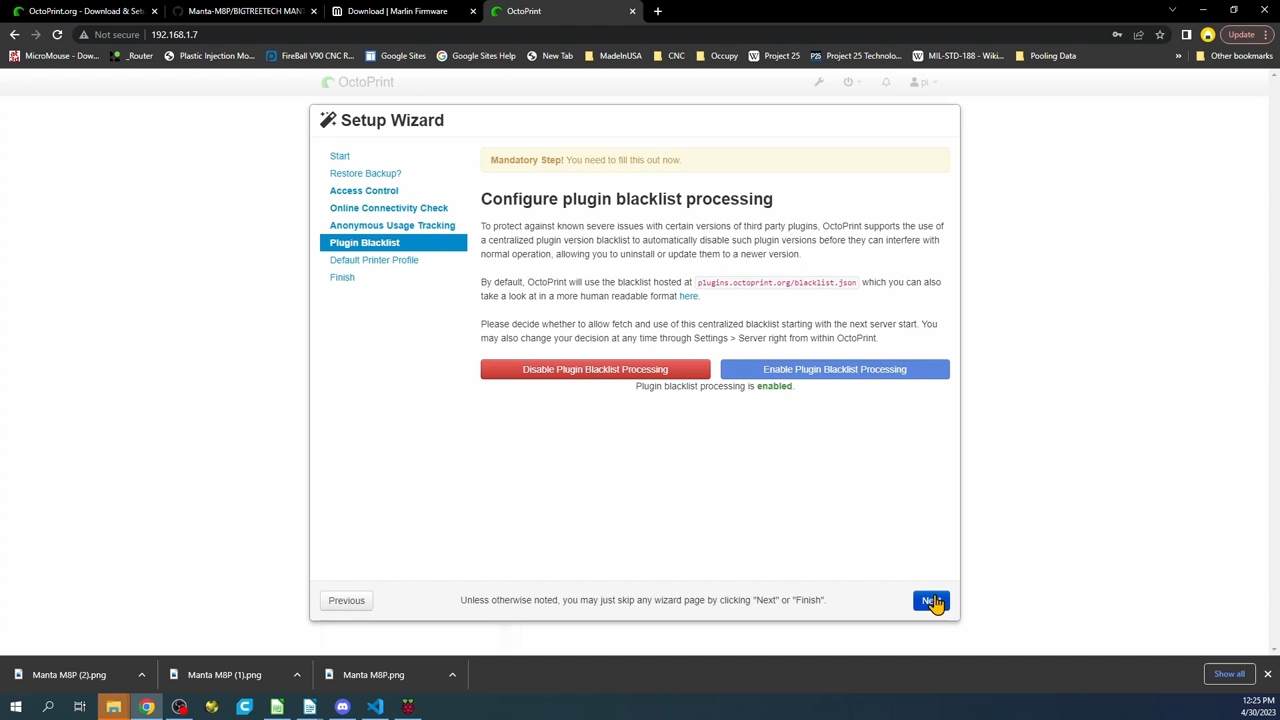 OctoPrint.org - Download & Setu
Manta-M8P/BIGTREETECH MANT
Download | Marlin Firmware
OctoPrint
Not secure
192.168.1.7
Update
MicroMouse - Dow...
_Router
Plastic Injection Mo...
FireBall V90 CNC R...
Google Sites
Google Sites
New Tab
MadeInUSA
CNC
Occupy
Project 25
P25
Project 25 Technolo...
MIL-STD-188 - Wiki...
Pooling Data
»
Other bookmarks
OctoPrint
pi
Setup Wizard
Start
Restore Backup?
Access Control
Online Connectivity Check
Anonymous Usage Tracking
Plugin Blacklist
Default Printer Profile
Finish
Mandatory Step! You need to fill this out now.
Configure plugin blacklist processing
To protect against known severe issues with certain versions of third party plugins, OctoPrint supports the use of
a centralized plugin version blacklist to automatically disable such plugin versions before they can interfere with
normal operation, allowing you to uninstall or update them to a newer version.
By default, OctoPrint will use the blacklist hosted at plugins.octoprint.org/blacklist.json which you can also
take a look at in a more human readable format here.
Please decide whether to allow fetch and use of this centralized blacklist starting with the next server start. You
may also change your decision at any time through Settings > Server right from within OctoPrint.
Disable Plugin Blacklist Processing
Enable Plugin Blacklist Processing
Plugin blacklist processing is enabled.
Previous
Unless otherwise noted, you may just skip any wizard page by clicking "Next" or "Finish".
Manta M8P (2).png
Manta M8P (1).png
Manta M8P.png
Show all
12:25 PM
4/30/2023